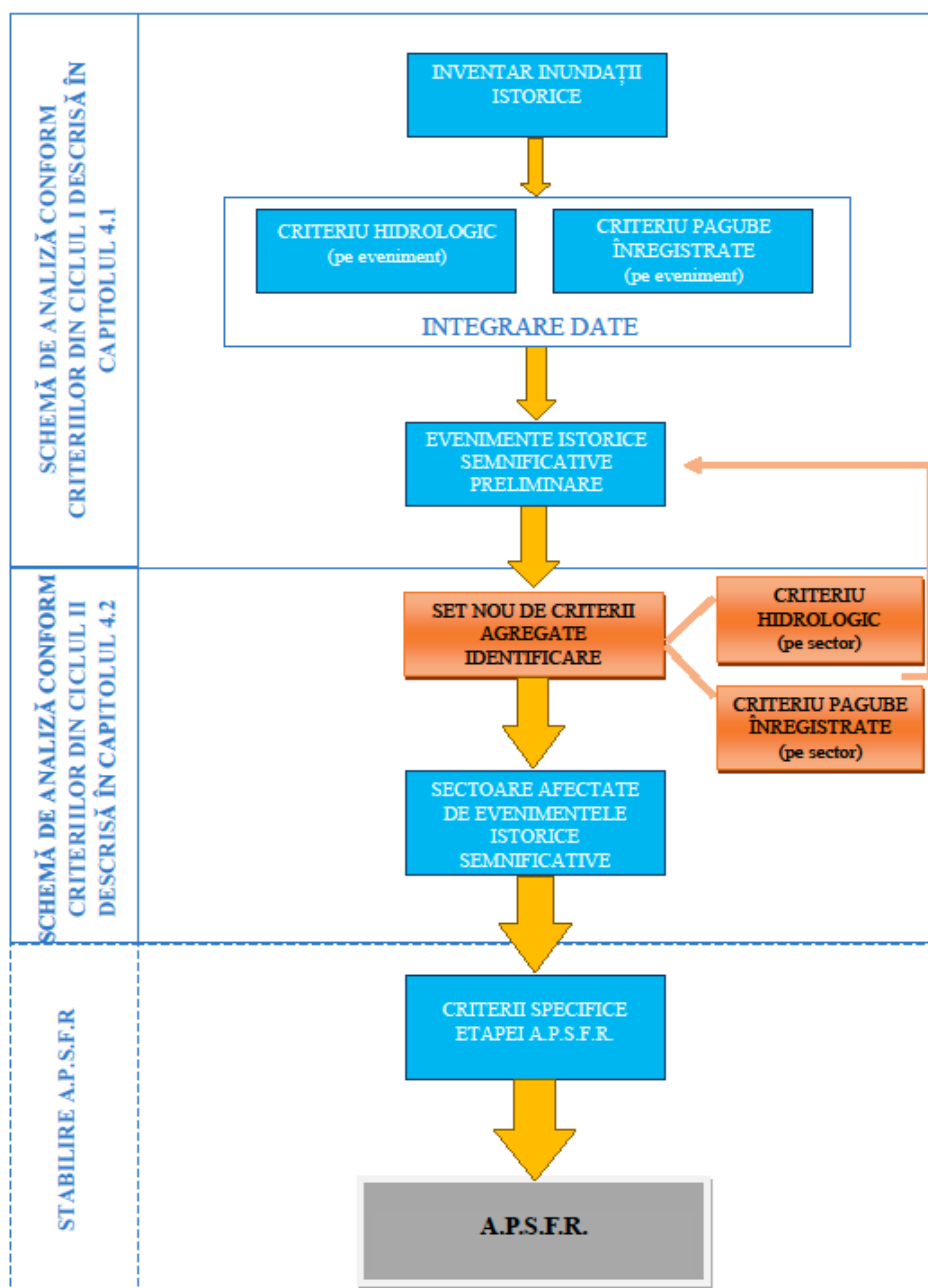 SCHEMĂ DE ANALIZĂ CONFORM
CRITERIILOR DIN CICLUL I DESCRISĂ ÎN
CAPITOLUL 4.1
INVENTAR INUNDAȚII
ISTORICE
CRITERIU HIDROLOGIC
(pe eveniment)
CRITERIU PAGUBE
ÎNREGISTRATE
(pe eveniment)
INTEGRARE DATE
EVENIMENTE ISTORICE
SEMNIFICATIVE
PRELIMINARE
SCHEMĂ DE ANALIZĂ CONFORM
CRITERIILOR DIN CICLUL II
DESCRISĂ ÎN CAPITOLUL 4.2
SET NOU DE CRITERII
AGREGATE
IDENTIFICARE
CRITERIU
HIDROLOGIC
(pe sector)
CRITERIU PAGUBE
ÎNREGISTRATE
(pe sector)
SECTOARE AFECTATE
DE EVENIMENTELE
ISTORICE
SEMNIFICATIVE
STABILIRE A.P.S.F.R
CRITERII SPECIFICE
ETAPEI A.P.S.F.R.
A.P.S.F.R.